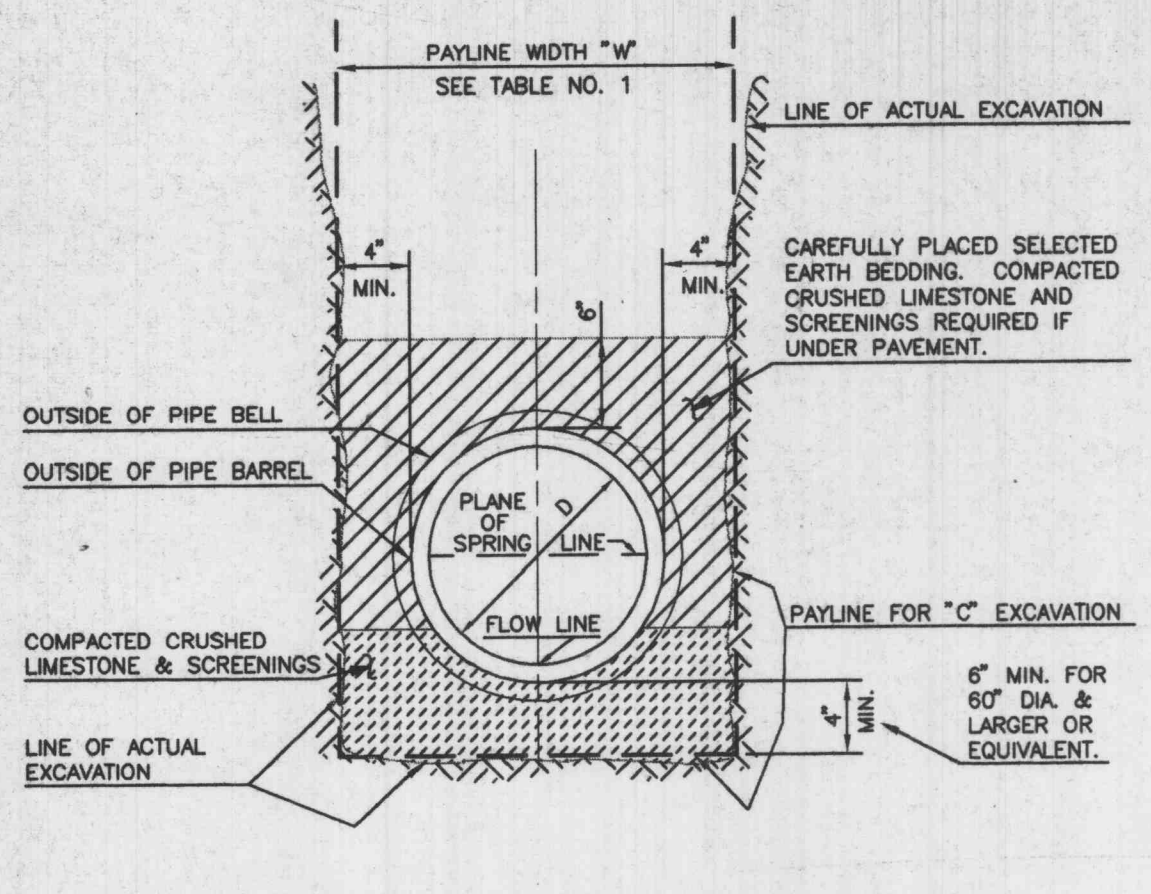 PAYLINE WIDTH "W"
SEE TABLE NO. 1
LINE OF ACTUAL EXCAVATION
4"
MIN.
4"
MIN.
6"
CAREFULLY PLACED SELECTED
EARTH BEDDING. COMPACTED
CRUSHED LIMESTONE AND
SCREENINGS REQUIRED IF
UNDER PAVEMENT.
OUTSIDE OF PIPE BELL
OUTSIDE OF PIPE BARREL
PLANE
OF
SPRING LINE
D
FLOW LINE
PAYLINE FOR "C" EXCAVATION
COMPACTED CRUSHED
LIMESTONE & SCREENINGS
4"
MIN.
6" MIN. FOR
60" DIA. &
LARGER OR
EQUIVALENT.
LINE OF ACTUAL
EXCAVATION